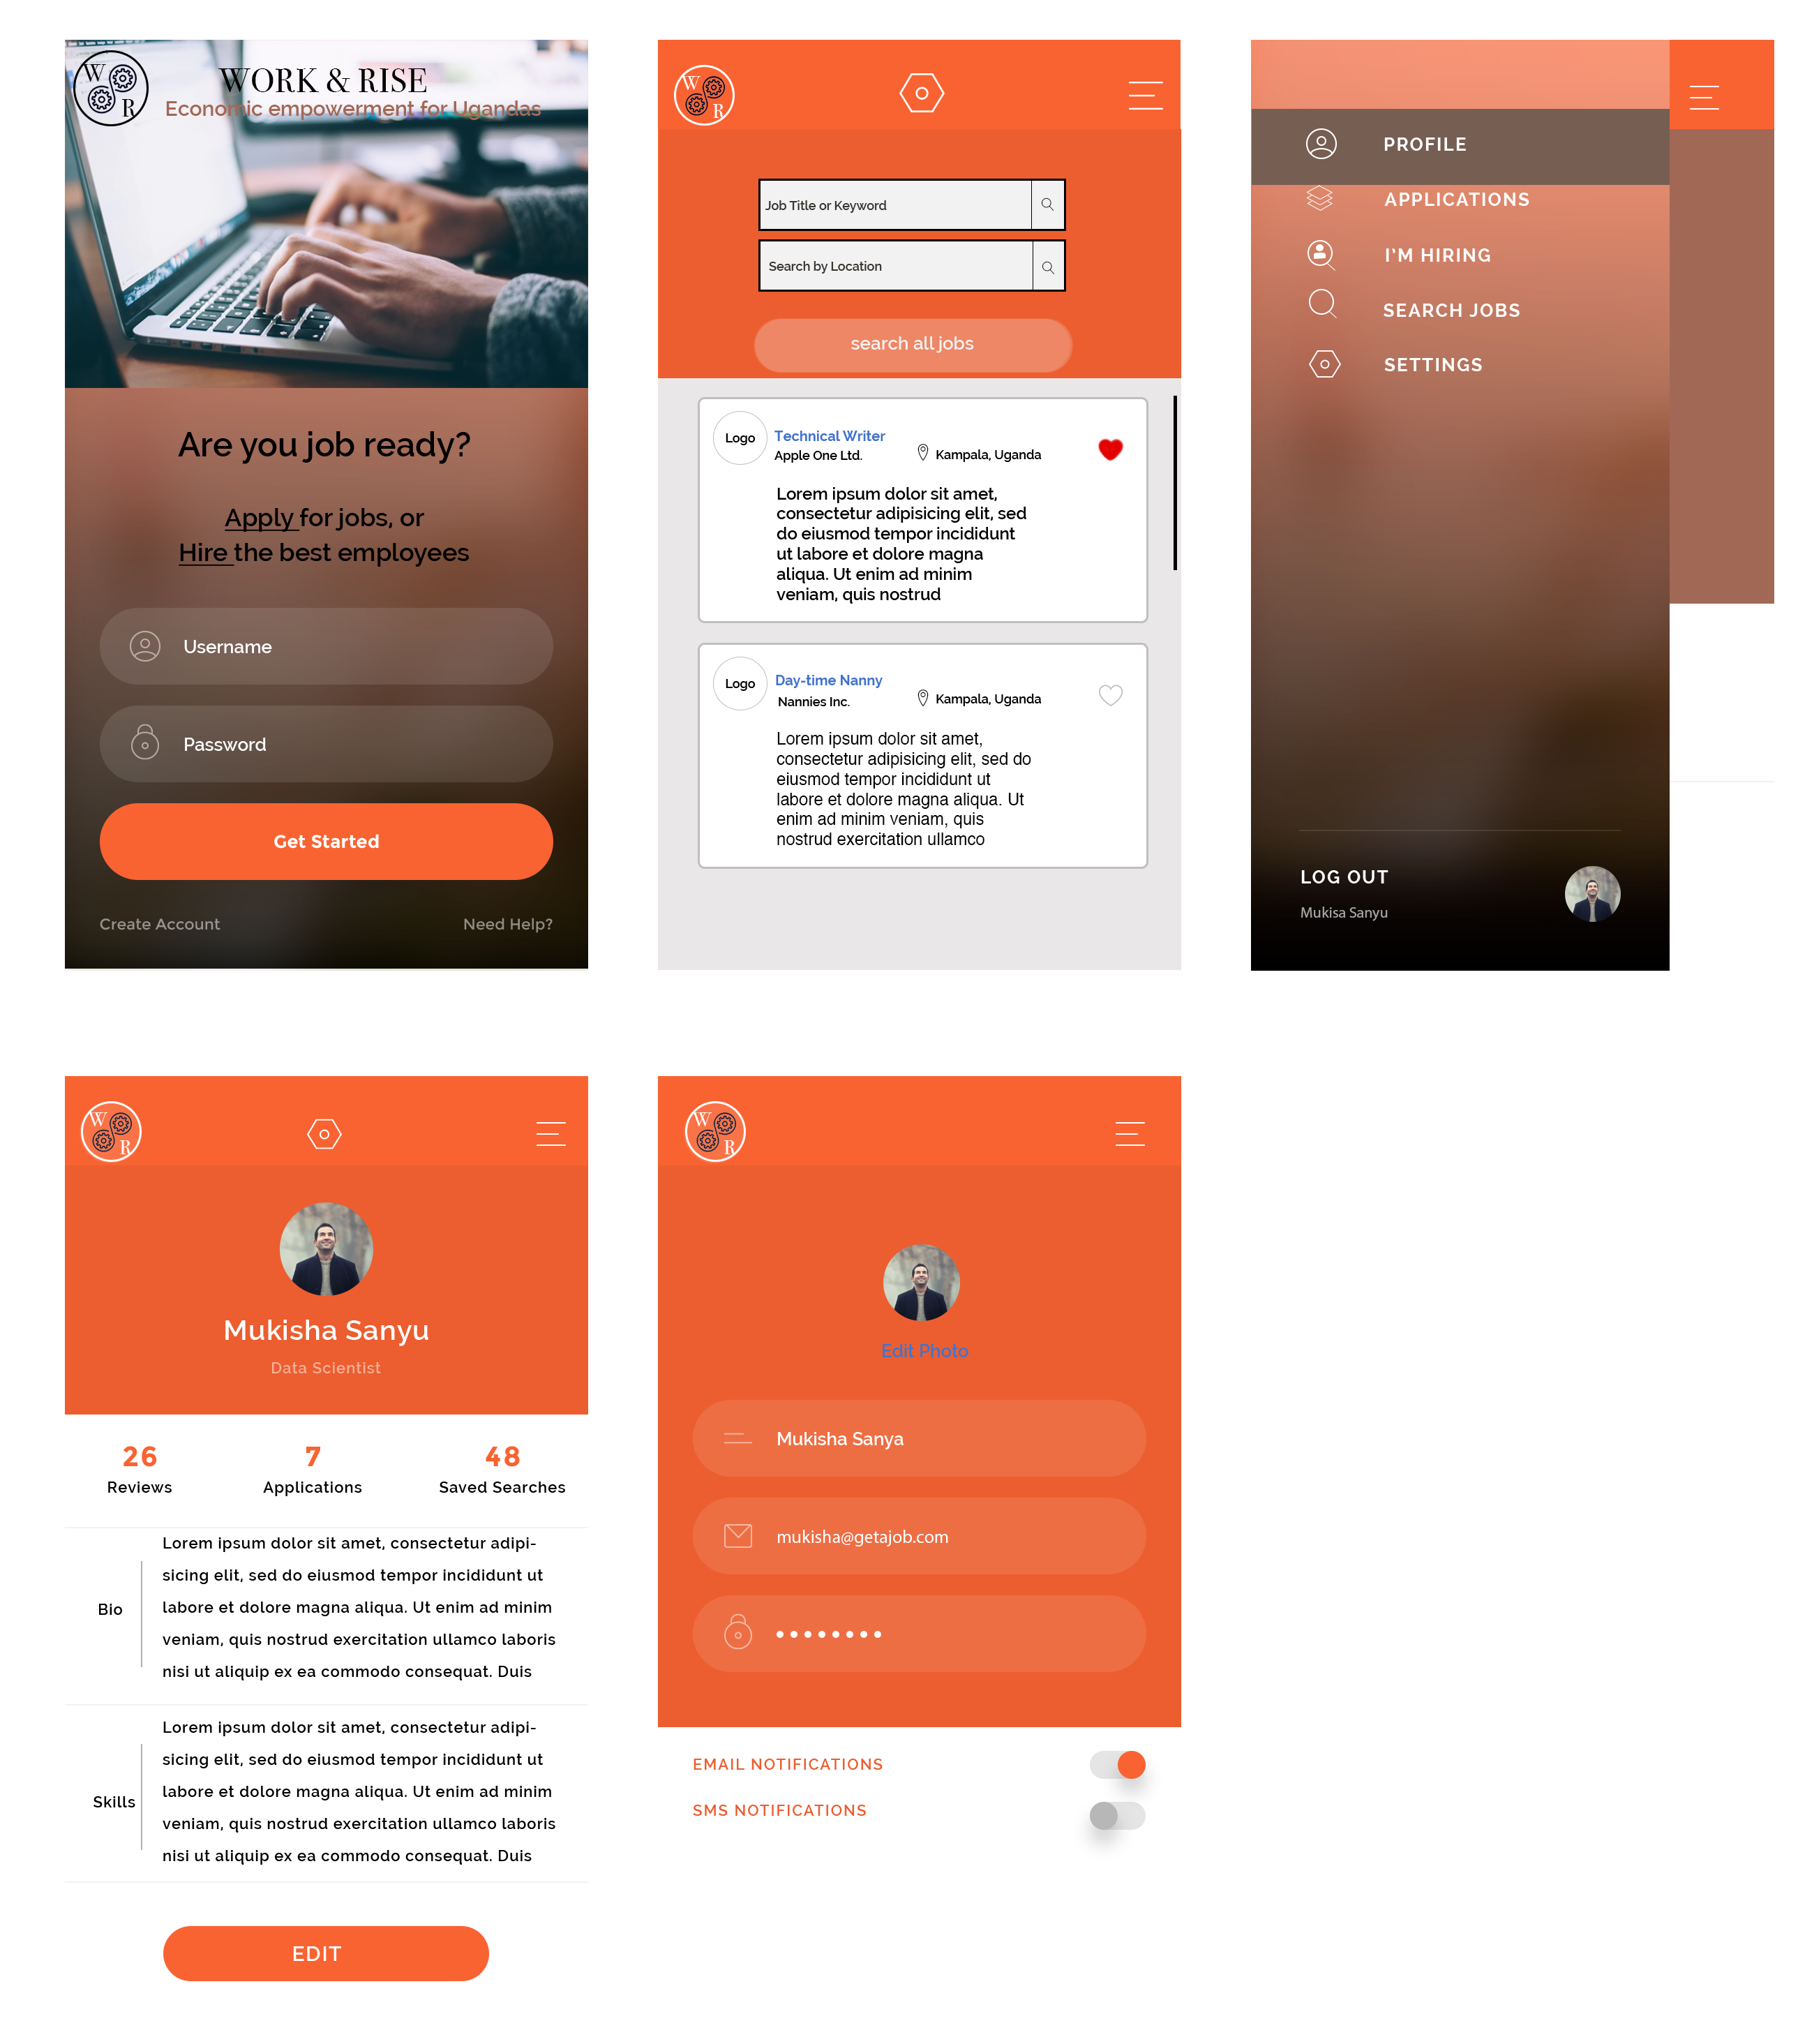 W
R
WORK & RISE
Economic empowerment for Ugandas
Are you job ready?
Apply for jobs, or
Hire the best employees
Username
Password
Get Started
Create Account
Need Help?
W
R
Job Title or Keyword
Search by Location
search all jobs
Logo
Technical Writer
Apple One Ltd.
Kampala, Uganda
Lorem ipsum dolor sit amet,
consectetur adipisicing elit, sed
do eiusmod tempor incididunt
ut labore et dolore magna
aliqua. Ut enim ad minim
veniam, quis nostrud
Logo
Day-time Nanny
Nannies Inc.
Kampala, Uganda
Lorem ipsum dolor sit amet,
consectetur adipisicing elit, sed do
eiusmod tempor incididunt ut
labore et dolore magna aliqua. Ut
enim ad minim veniam, quis
nostrud exercitation ullamco
PROFILE
APPLICATIONS
I'M HIRING
SEARCH JOBS
SETTINGS
LOG OUT
Mukisa Sanyu
W
R
Mukisha Sanyu
Data Scientist
26
Reviews
7
Applications
48
Saved Searches
Bio
Lorem ipsum dolor sit amet, consectetur adipi-
sicing elit, sed do eiusmod tempor incididunt ut
labore et dolore magna aliqua. Ut enim ad minim
veniam, quis nostrud exercitation ullamco laboris
nisi ut aliquip ex ea commodo consequat. Duis
Skills
Lorem ipsum dolor sit amet, consectetur adipi-
sicing elit, sed do eiusmod tempor incididunt ut
labore et dolore magna aliqua. Ut enim ad minim
veniam, quis nostrud exercitation ullamco laboris
nisi ut aliquip ex ea commodo consequat. Duis
EDIT
W
R
Edit Photo
Mukisha Sanya
mukisha@getajob.com
EMAIL NOTIFICATIONS
SMS NOTIFICATIONS